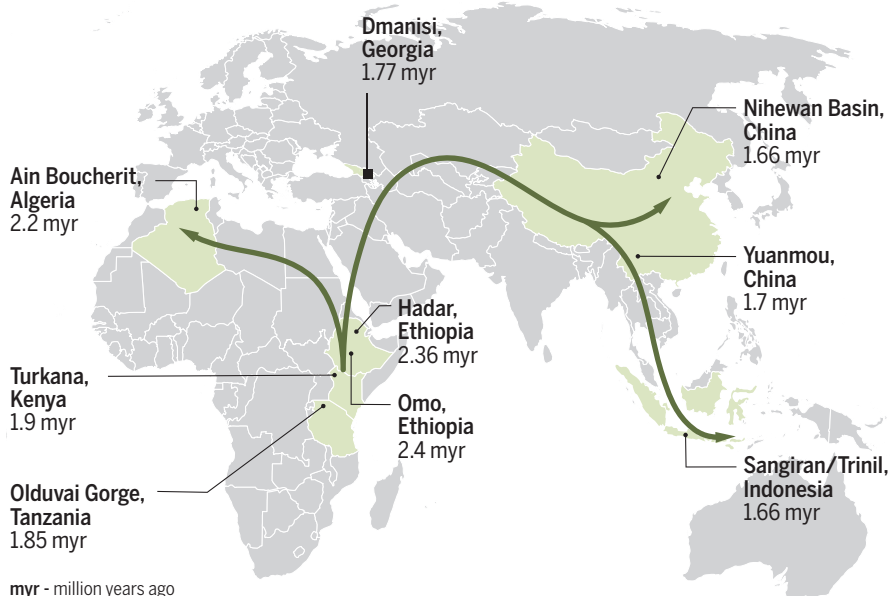 Dmanisi,
Georgia
1.77 myr
Nihewan Basin,
China
1.66 myr
Ain Boucherit,
Algeria
2.2 myr
Yuanmou,
China
1.7 myr
Hadar,
Ethiopia
2.36 myr
Turkana,
Kenya
1.9 myr
Omo,
Ethiopia
2.4 myr
Sangiran/Trinil,
Indonesia
1.66 myr
Olduvai Gorge,
Tanzania
1.85 myr
myr - million years ago